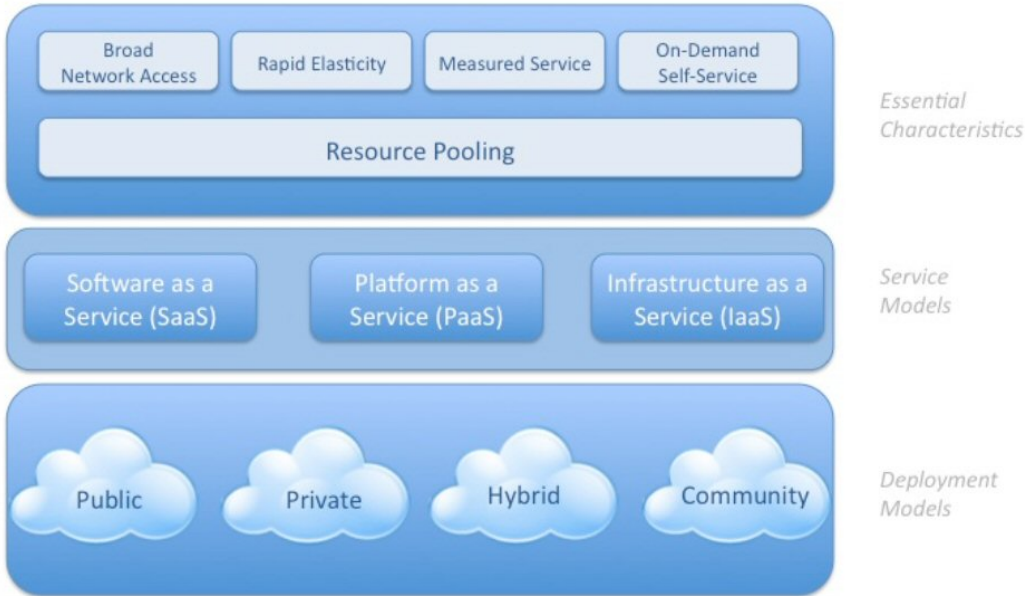 Broad
Network Access
Rapid Elasticity
Measured Service
On-Demand
Self-Service
Resource Pooling
Essential
Characteristics
Software as a
Service (SaaS)
Platform as a
Service (PaaS)
Infrastructure as a
Service (IaaS)
Service
Models
Public
Private
Hybrid
Community
Deployment
Models